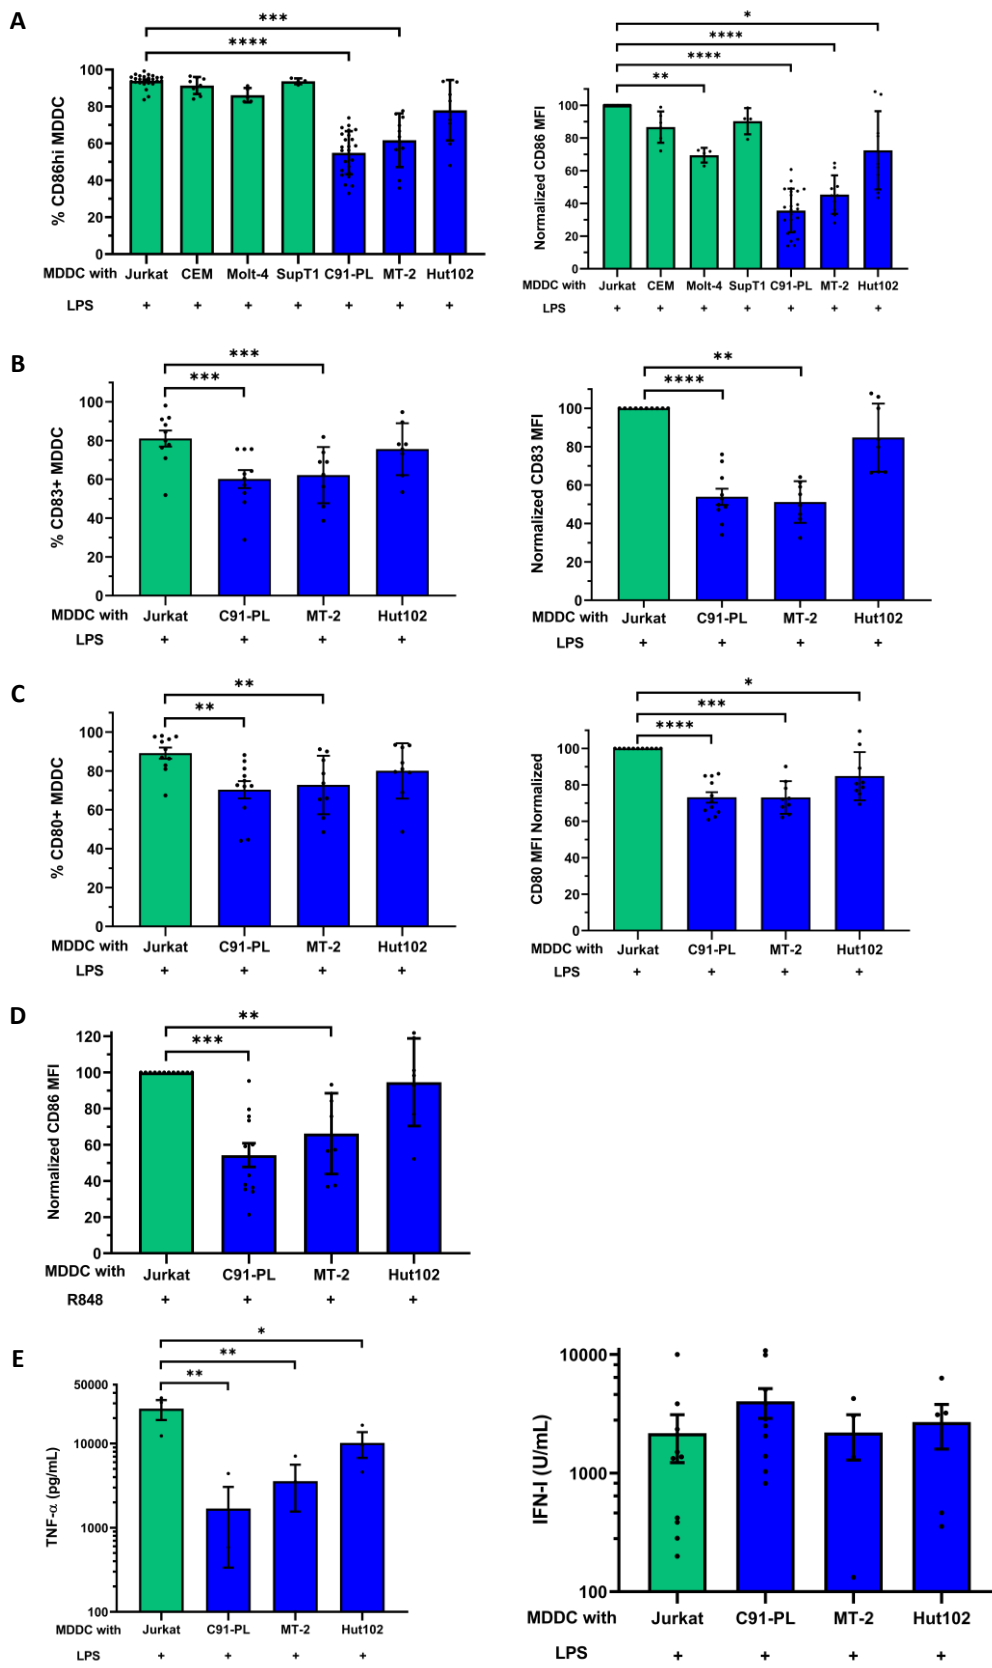 A
% CD86hi MDDC
100
80
60
40
20
0
***
****
MDDC with Jurkat CEM Molt-4 SupT1 C91-PL MT-2 Hut102
LPS + + + + + + +
Normalized CD86 MFI
100
80
60
40
20
0
*
****
****
**
MDDC with Jurkat CEM Molt-4 SupT1 C91-PL MT-2 Hut102
LPS + + + + + + +
B
% CD83+ MDDC
100
80
60
40
20
0
***
***
MDDC with Jurkat C91-PL MT-2 Hut102
LPS + + + +
Normalized CD83 MFI
100
80
60
40
20
0
**
****
MDDC with Jurkat C91-PL MT-2 Hut102
LPS + + + +
C
% CD80+ MDDC
100
80
60
40
20
0
**
**
MDDC with Jurkat C91-PL MT-2 Hut102
LPS + + + +
CD80 MFI Normalized
100
80
60
40
20
0
*
***
****
MDDC with Jurkat C91-PL MT-2 Hut102
LPS + + + +
D
Normalized CD86 MFI
120
100
80
60
40
20
0
**
***
MDDC with Jurkat C91-PL MT-2 Hut102
R848 + + + +
E
TNF-α (pg/mL)
50000
10000
1000
100
*
**
**
MDDC with Jurkat C91-PL MT-2 Hut102
LPS + + + +
IFN-I (U/mL)
10000
1000
100
MDDC with Jurkat C91-PL MT-2 Hut102
LPS + + + +